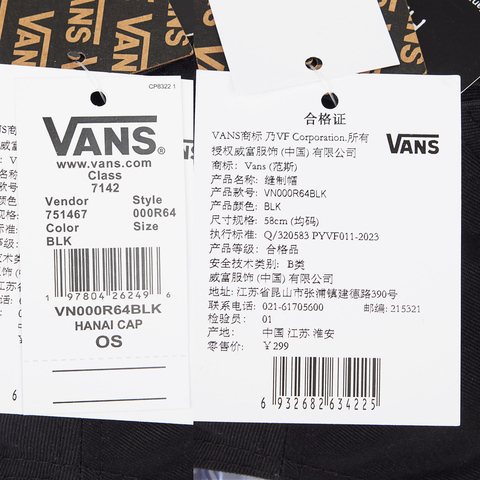 VANS
VANS
CP8322 1
VANS
www.vans.com
Class
7142
Vendor Style
751467 000R64
Color Size
BLK
1 97804 26249 6
VN000R64BLK
HANAI CAP
OS
合格证
VANS商标 乃VF Corporation.所有
授权威富服饰 (中国) 有限公司
商标: Vans (范斯)
VANS
产品名称: 缝制帽
产品款号: VN000R64BLK
产品颜色: BLK
尺寸规格: 58cm (均码)
执行标准: Q/320583 PYVF011-2023
产品等级: 合格品
安全技术类别: B类
威富服饰 (中国) 有限公司
地址: 江苏省昆山市张浦镇建德路390号
联系电话: 021-61705600 邮编: 215321
检验员: 01
产地: 中国 江苏 淮安
零售价: ￥299
6 932682 634225